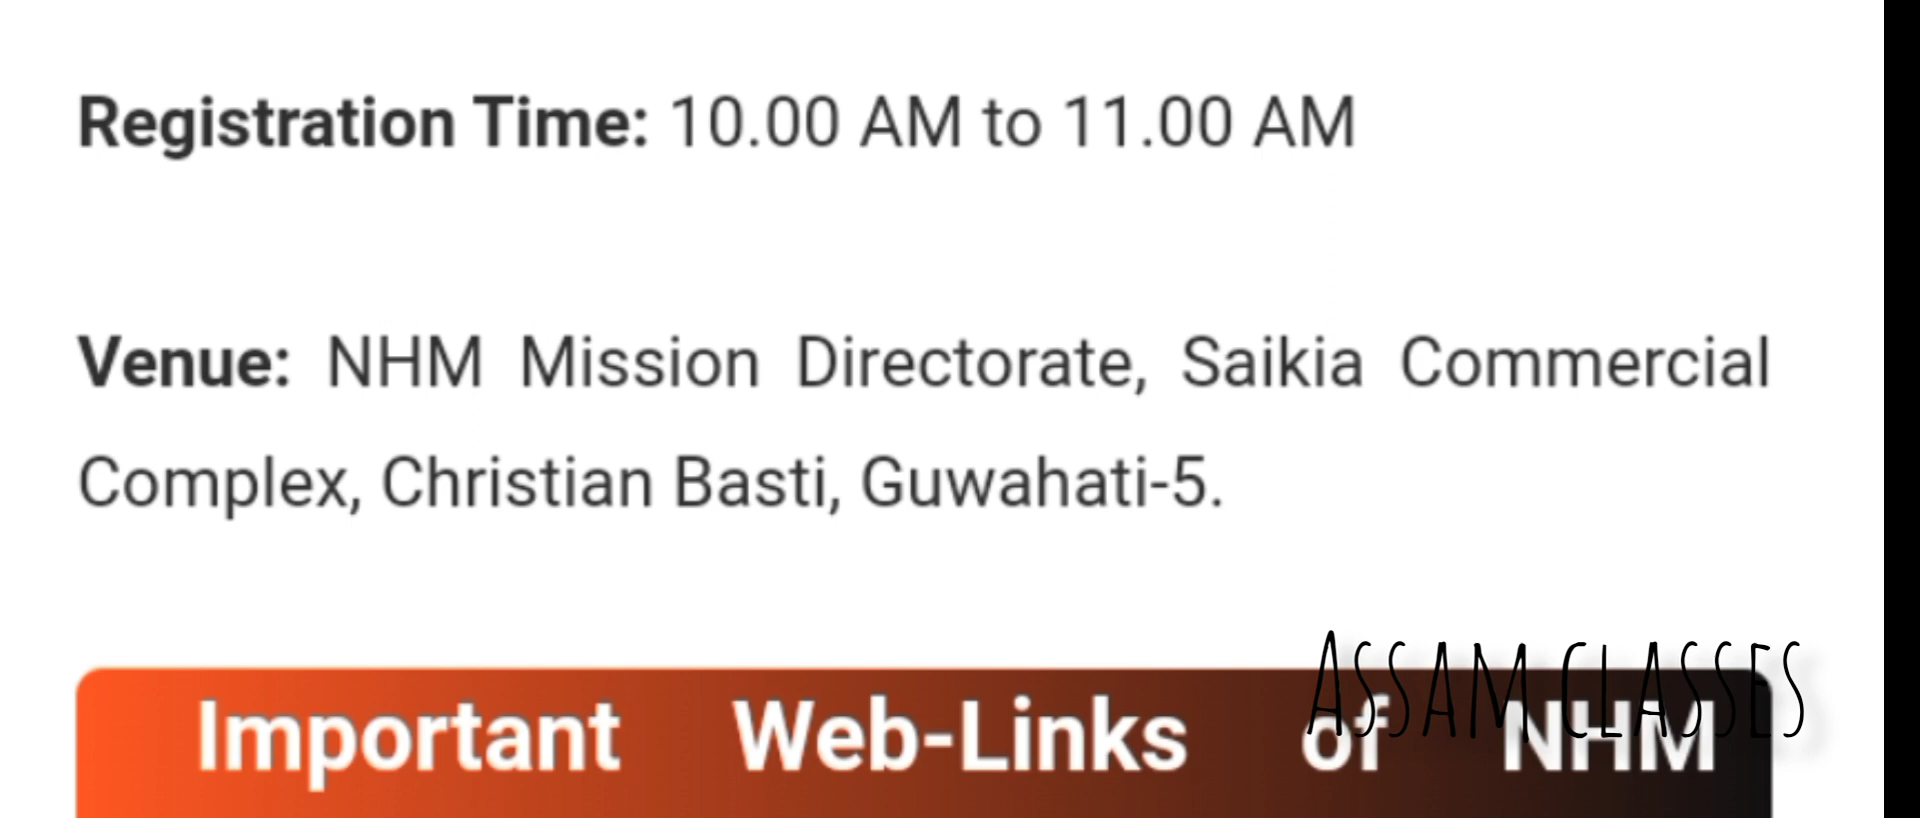 Registration Time: 10.00 AM to 11.00 AM
Venue: NHM Mission Directorate, Saikia Commercial
Complex, Christian Basti, Guwahati-5.
ASSAM CLASSES
Important Web-Links of NHM